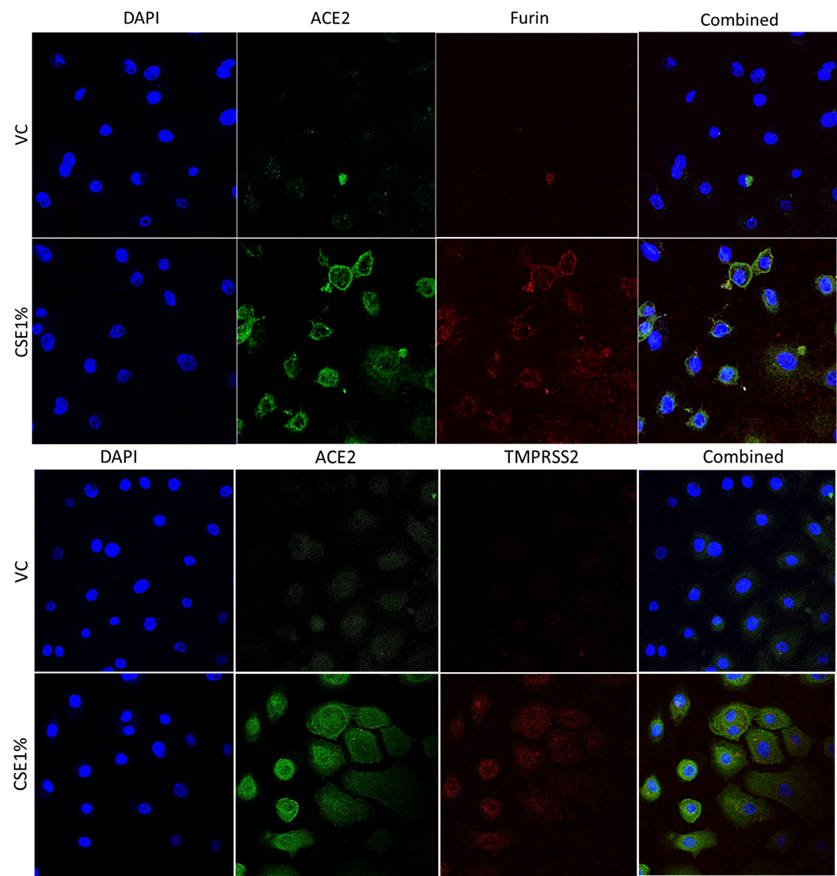 DAPI ACE2 Furin Combined
VC
CSE1%
DAPI ACE2 TMPRSS2 Combined
VC
CSE1%